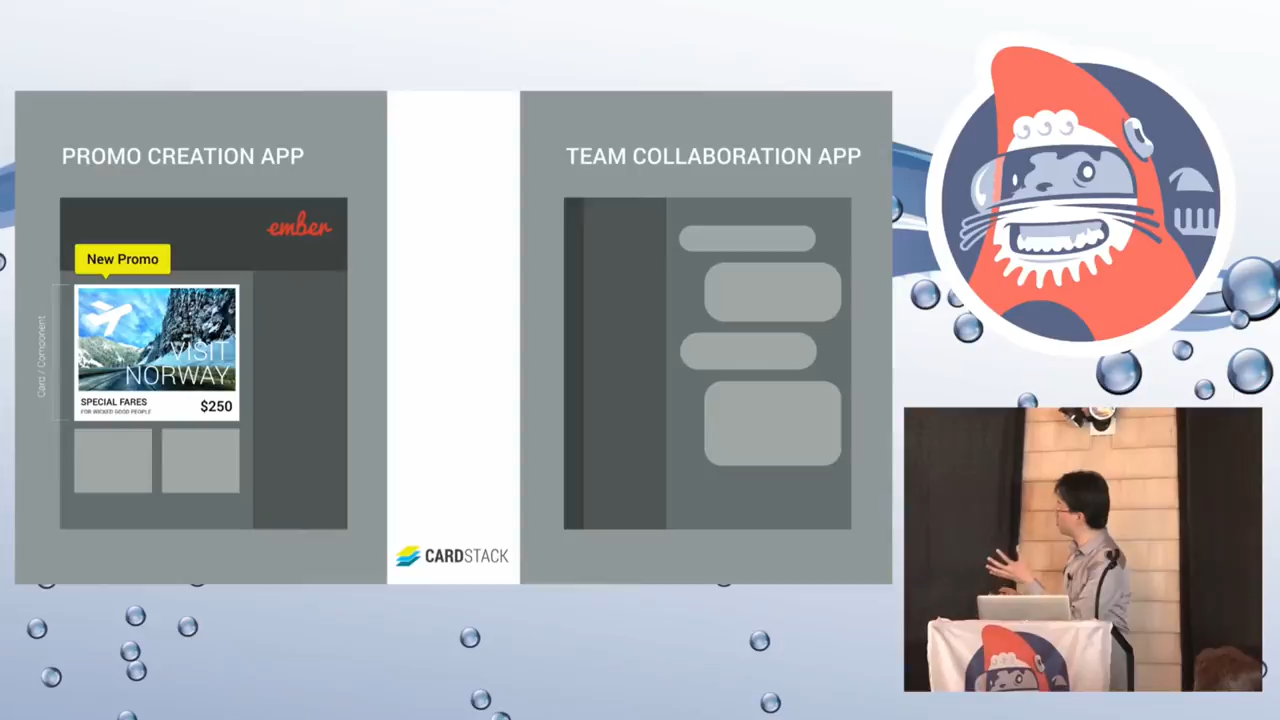 PROMO CREATION APP
ember
New Promo
Card / Component
VISIT
NORWAY
SPECIAL FARES
FOR WICKED GOOD PEOPLE
$250
CARDSTACK
TEAM COLLABORATION APP